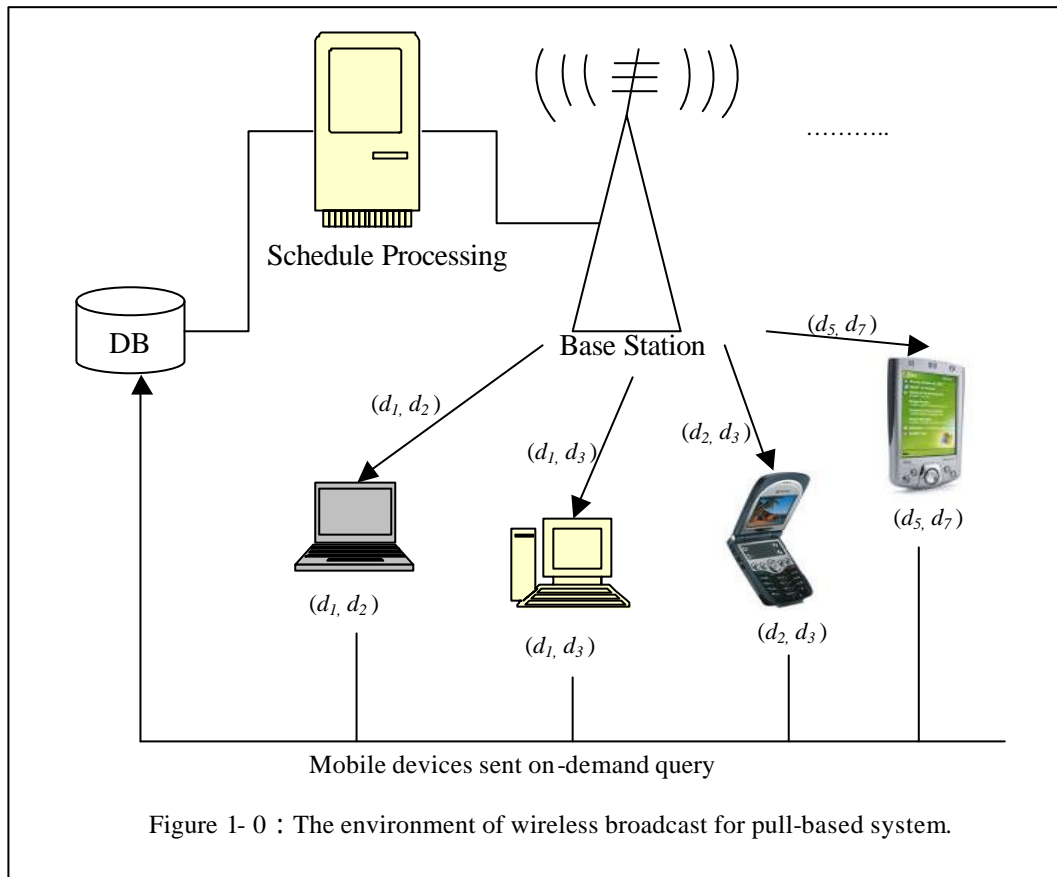 ………..
Schedule Processing
DB
Base Station
(d5, d7)
(d1, d2)
(d1, d3)
(d2, d3)
(d5, d7)
(d1, d2)
(d1, d3)
(d2, d3)
Mobile devices sent on-demand query
Figure 1- 0：The environment of wireless broadcast for pull-based system.